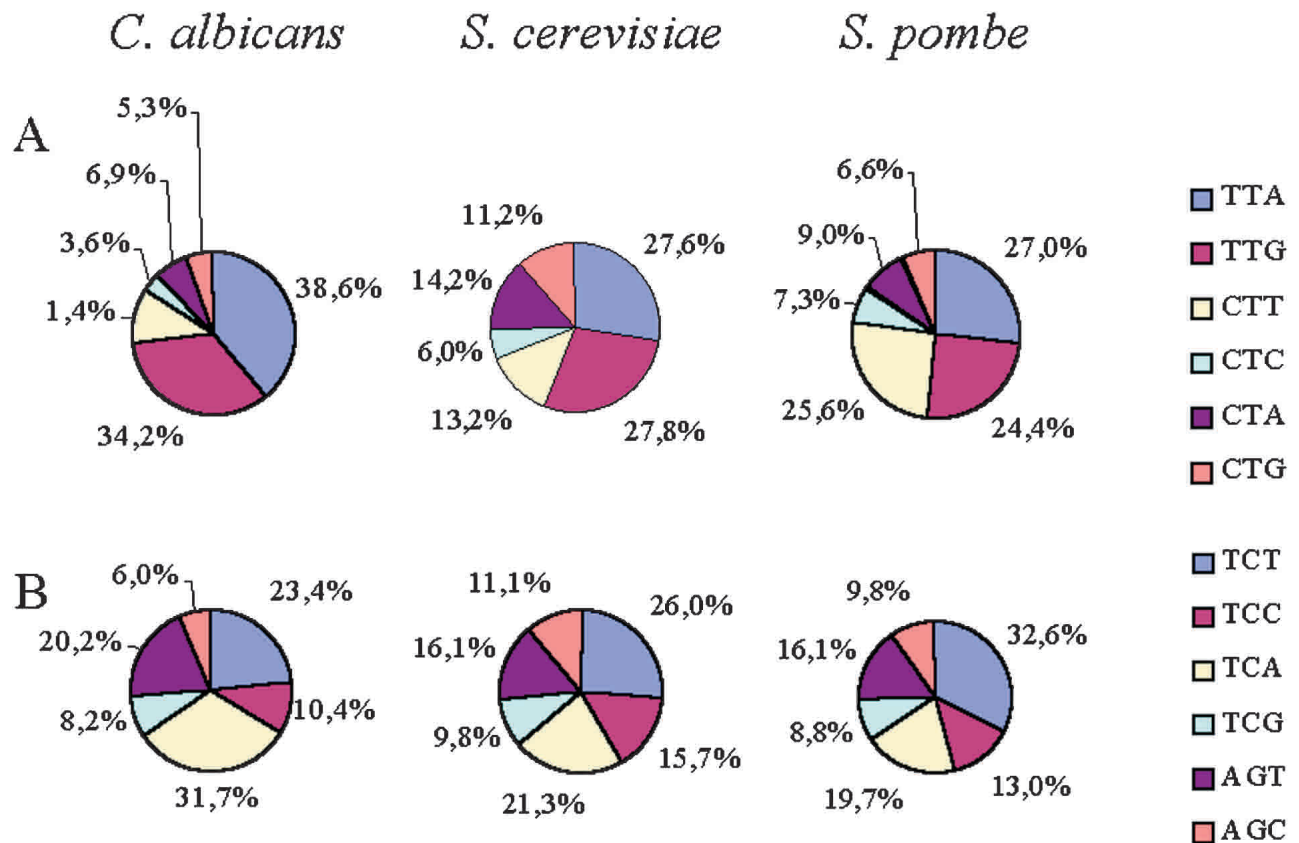 C. albicans S. cerevisiae S. pombe
A
5,3%
6,9%
3,6%
1,4%
38,6%
34,2%
11,2%
14,2%
6,0%
13,2%
27,6%
27,8%
6,6%
9,0%
7,3%
25,6%
27,0%
24,4%
TTA
TTG
CTT
CTC
CTA
CTG
B
6,0%
20,2%
8,2%
23,4%
10,4%
31,7%
11,1%
16,1%
9,8%
21,3%
26,0%
15,7%
9,8%
16,1%
8,8%
19,7%
32,6%
13,0%
TCT
TCC
TCA
TCG
AGT
AGC